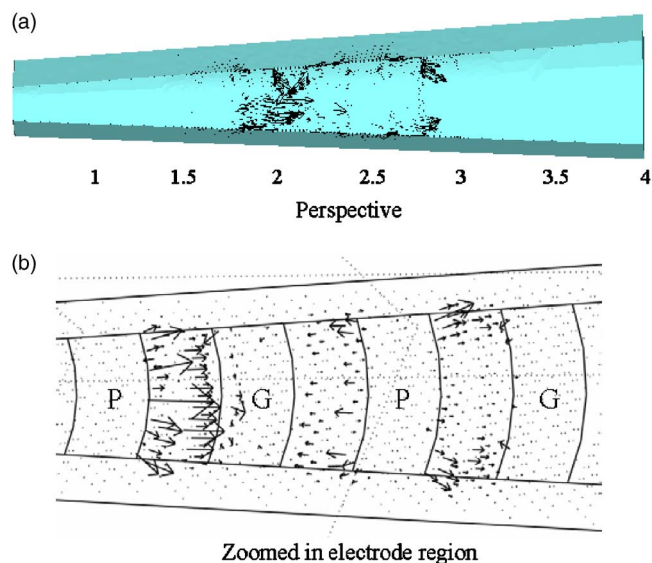 (a)
1 1.5 2 2.5 3 3.5 4
Perspective
(b)
P G P G
Zoomed in electrode region